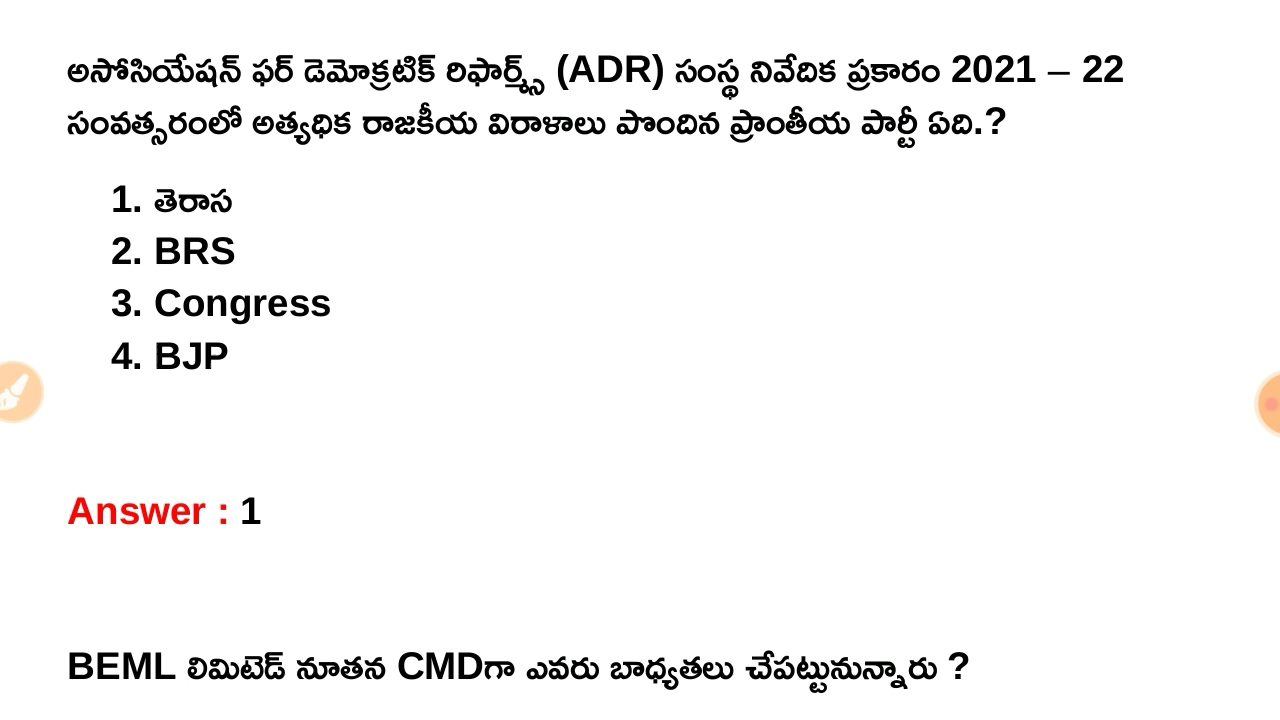 అసోసియేషన్ ఫర్ డెమోక్రటిక్ రిఫార్మ్స్ (ADR) సంస్థ నివేదిక ప్రకారం 2021 – 22
సంవత్సరంలో అత్యధిక రాజకీయ విరాళాలు పొందిన ప్రాంతీయ పార్టీ ఏది.?
1. తెరాస
2. BRS
3. Congress
4. BJP
Answer : 1
BEML లిమిటెడ్ నూతన CMDగా ఎవరు బాధ్యతలు చేపట్టునున్నారు ?